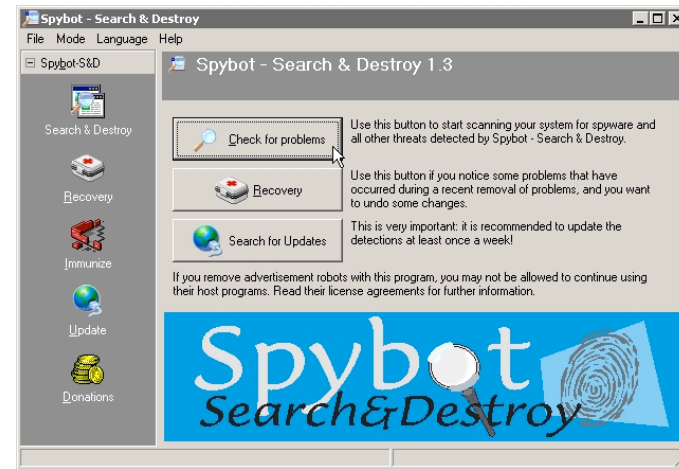 Spybot - Search & Destroy
File Mode Language Help
Spybot-S&D
Spybot - Search & Destroy 1.3
Search & Destroy
Recovery
Immunize
Update
Donations
Check for problems
Use this button to start scanning your system for spyware and
all other threats detected by Spybot - Search & Destroy.
Recovery
Use this button if you notice some problems that have
occurred during a recent removal of problems, and you want
to undo some changes.
Search for Updates
This is very important: it is recommended to update the
detections at least once a week!
If you remove advertisement robots with this program, you may not be allowed to continue using
their host programs. Read their license agreements for further information.
Spybot
Search&Destroy